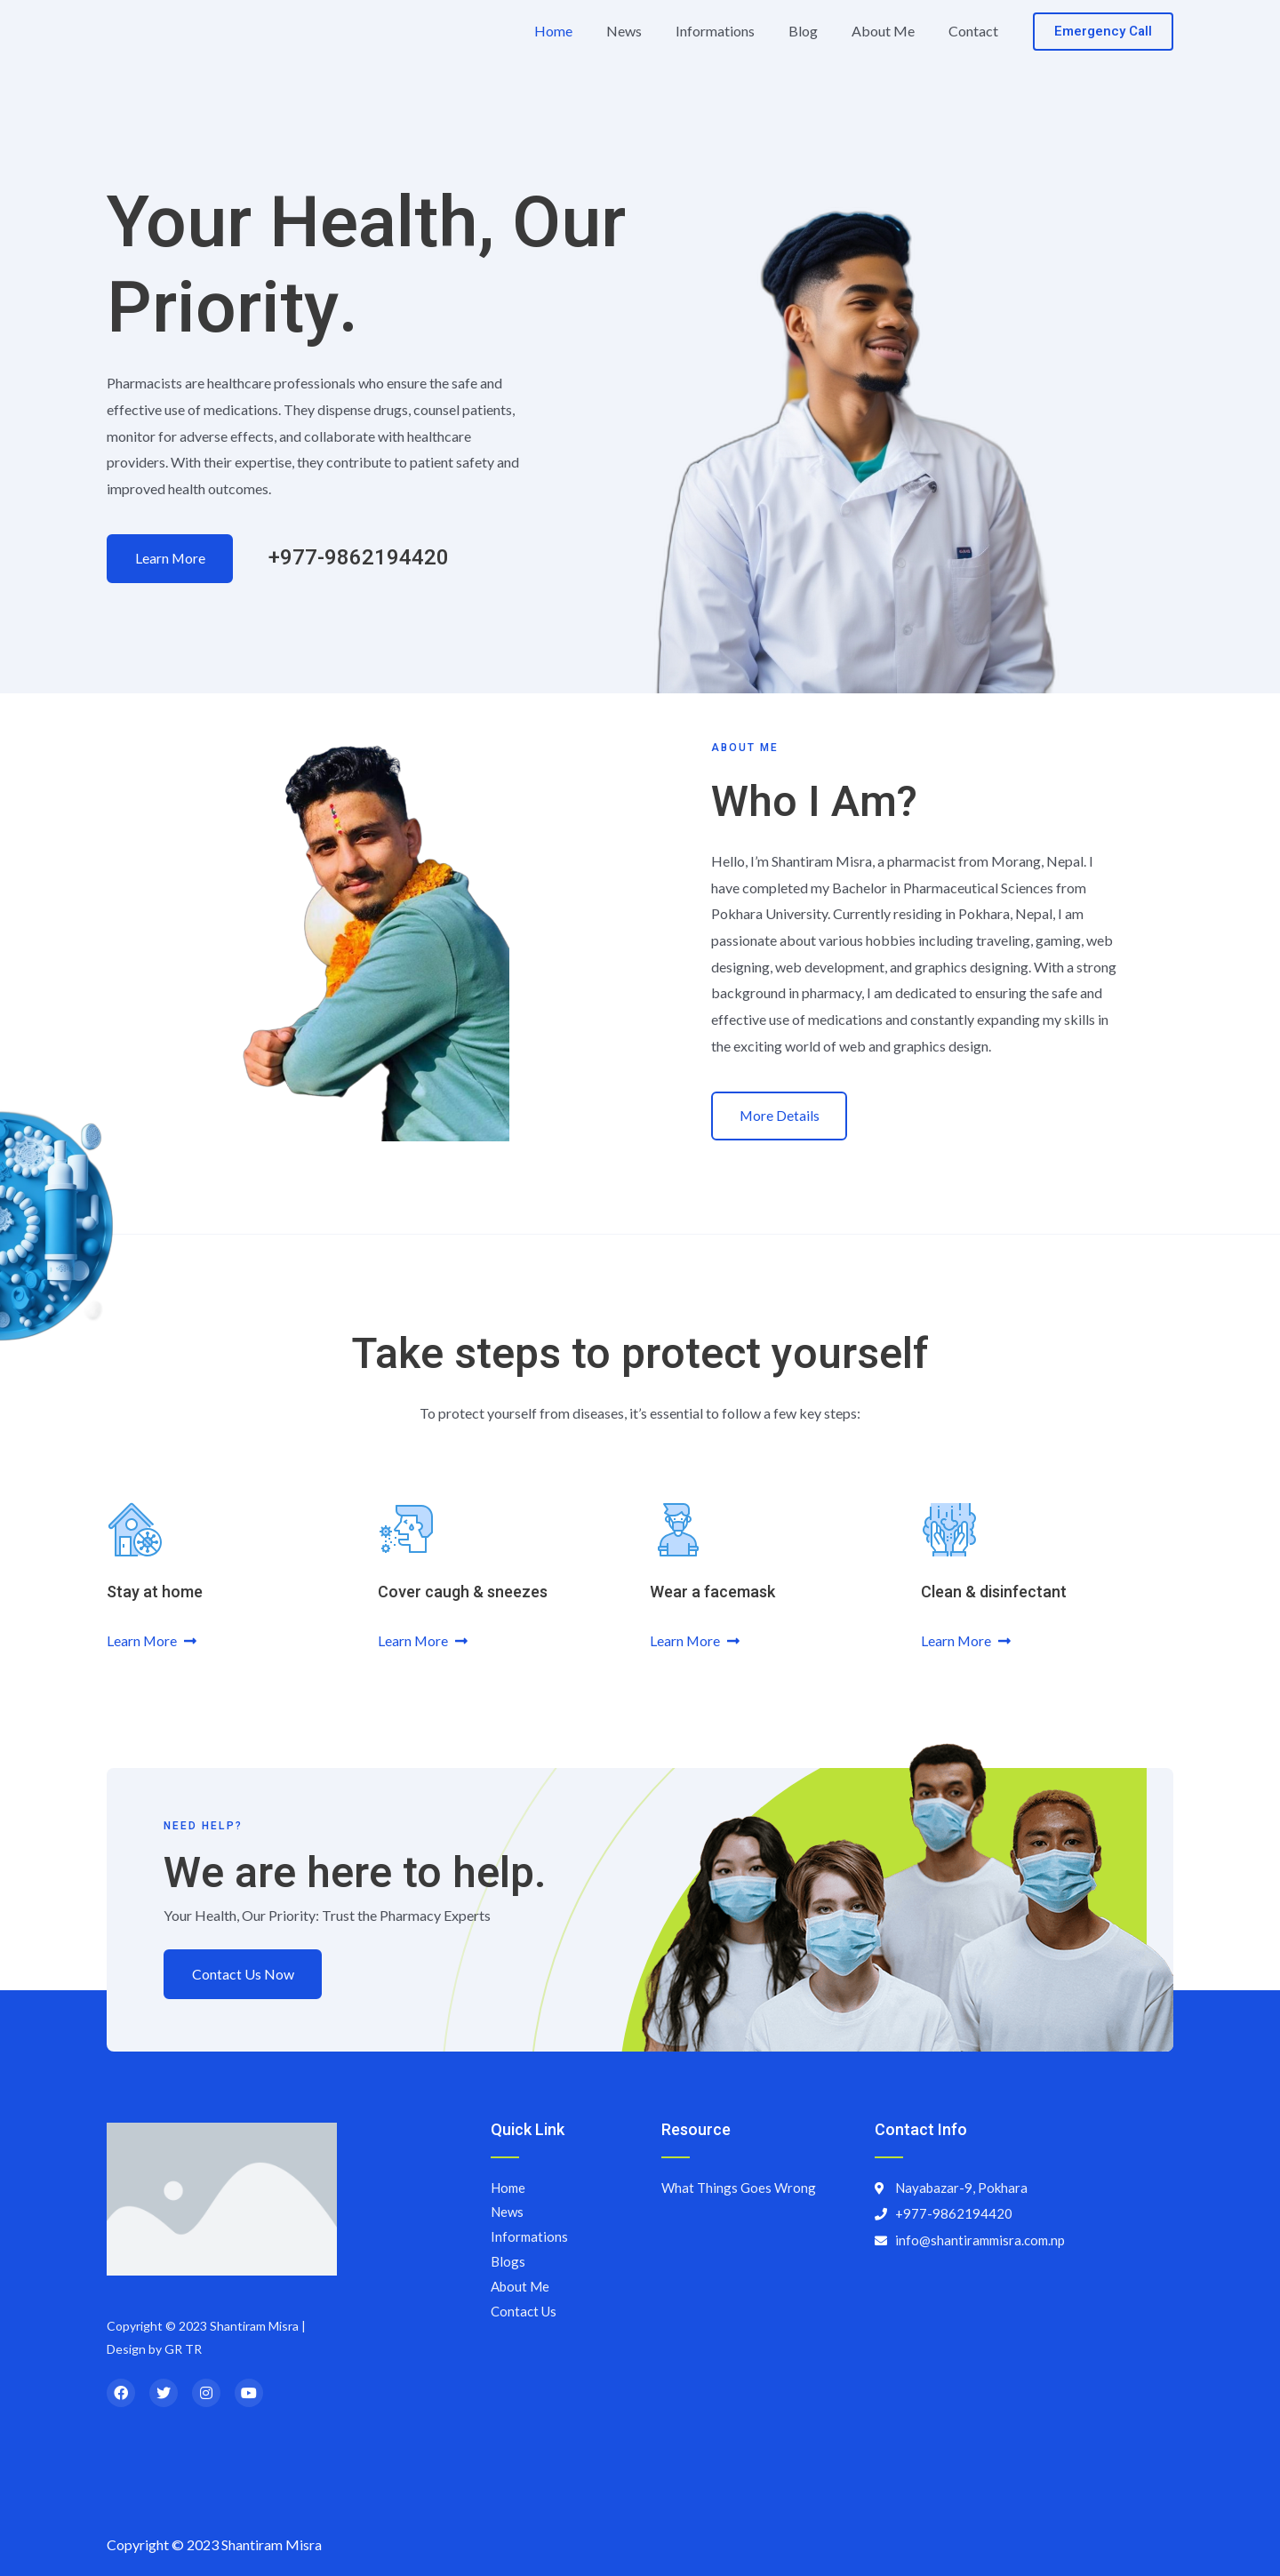 Home News Informations Blog About Me Contact Emergency Call
Your Health, Our
Priority.
Pharmacists are healthcare professionals who ensure the safe and
effective use of medications. They dispense drugs, counsel patients,
monitor for adverse effects, and collaborate with healthcare
providers. With their expertise, they contribute to patient safety and
improved health outcomes.
Learn More +977-9862194420
ABOUT ME
Who I Am?
Hello, I’m Shantiram Misra, a pharmacist from Morang, Nepal. I
have completed my Bachelor in Pharmaceutical Sciences from
Pokhara University. Currently residing in Pokhara, Nepal, I am
passionate about various hobbies including traveling, gaming, web
designing, web development, and graphics designing. With a strong
background in pharmacy, I am dedicated to ensuring the safe and
effective use of medications and constantly expanding my skills in
the exciting world of web and graphics design.
More Details
Take steps to protect yourself
To protect yourself from diseases, it’s essential to follow a few key steps:
Stay at home
Learn More
Cover caugh & sneezes
Learn More
Wear a facemask
Learn More
Clean & disinfectant
Learn More
NEED HELP?
We are here to help.
Your Health, Our Priority: Trust the Pharmacy Experts
Contact Us Now
Copyright © 2023 Shantiram Misra |
Design by GR TR
Quick Link
Home
News
Informations
Blogs
About Me
Contact Us
Resource
What Things Goes Wrong
Contact Info
Nayabazar-9, Pokhara
+977-9862194420
info@shantirammisra.com.np
Copyright © 2023 Shantiram Misra